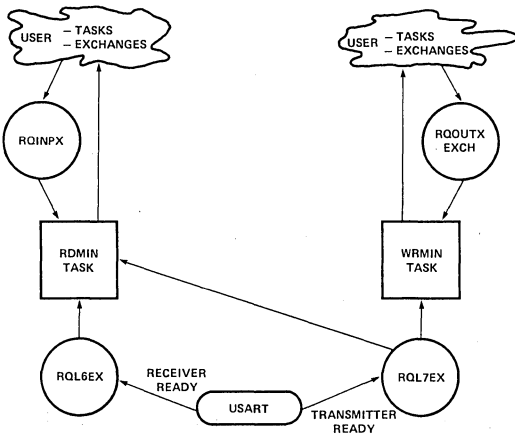 USER – TASKS
– EXCHANGES
USER – TASKS
– EXCHANGES
RQINPX
RQOUTX
EXCH
RDMIN
TASK
WRMIN
TASK
RQL6EX
RECEIVER
READY
USART
TRANSMITTER
READY
RQL7EX